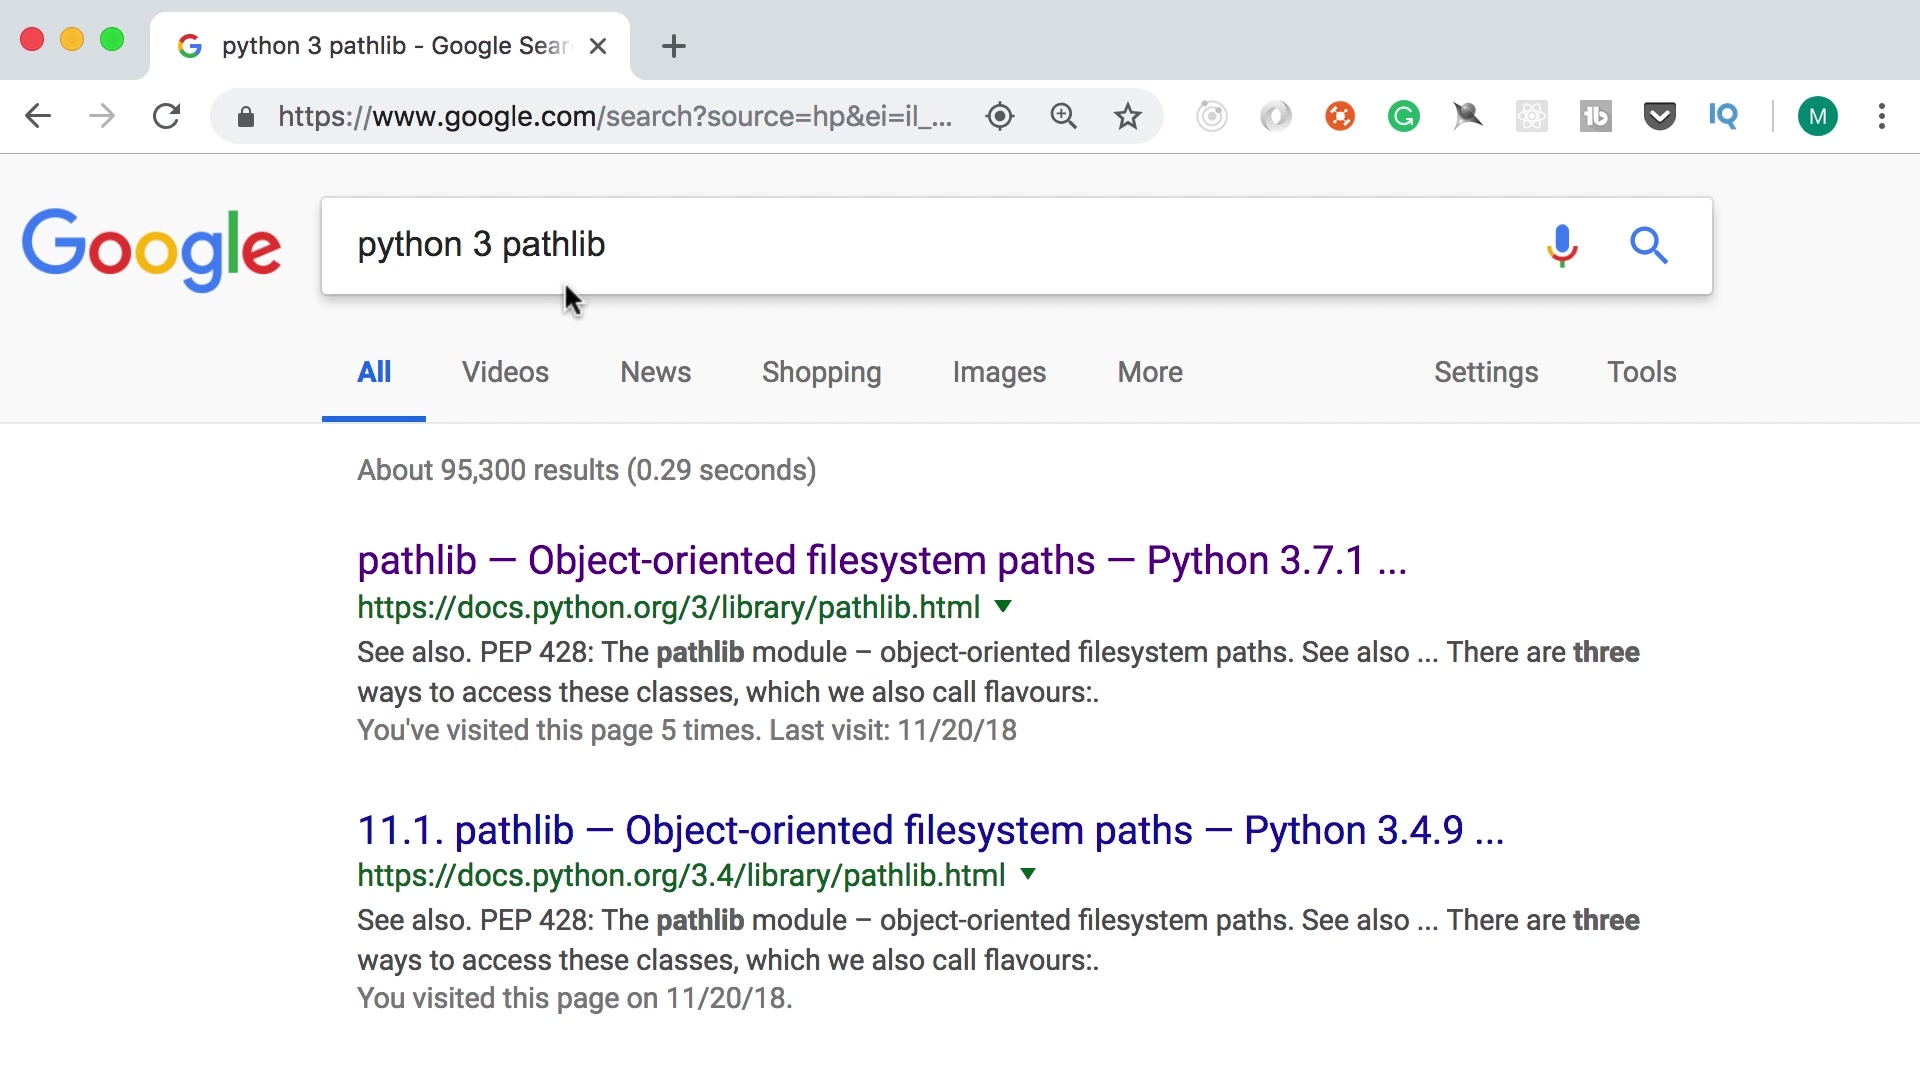 python 3 pathlib - Google Sear
https://www.google.com/search?source=hp&ei=il_...
G
tb
IQ
M
Google
python 3 pathlib
All Videos News Shopping Images More Settings Tools
About 95,300 results (0.29 seconds)
pathlib — Object-oriented filesystem paths — Python 3.7.1 ...
https://docs.python.org/3/library/pathlib.html
See also. PEP 428: The pathlib module – object-oriented filesystem paths. See also ... There are three
ways to access these classes, which we also call flavours:.
You've visited this page 5 times. Last visit: 11/20/18
11.1. pathlib — Object-oriented filesystem paths — Python 3.4.9 ...
https://docs.python.org/3.4/library/pathlib.html
See also. PEP 428: The pathlib module – object-oriented filesystem paths. See also ... There are three
ways to access these classes, which we also call flavours:.
You visited this page on 11/20/18.